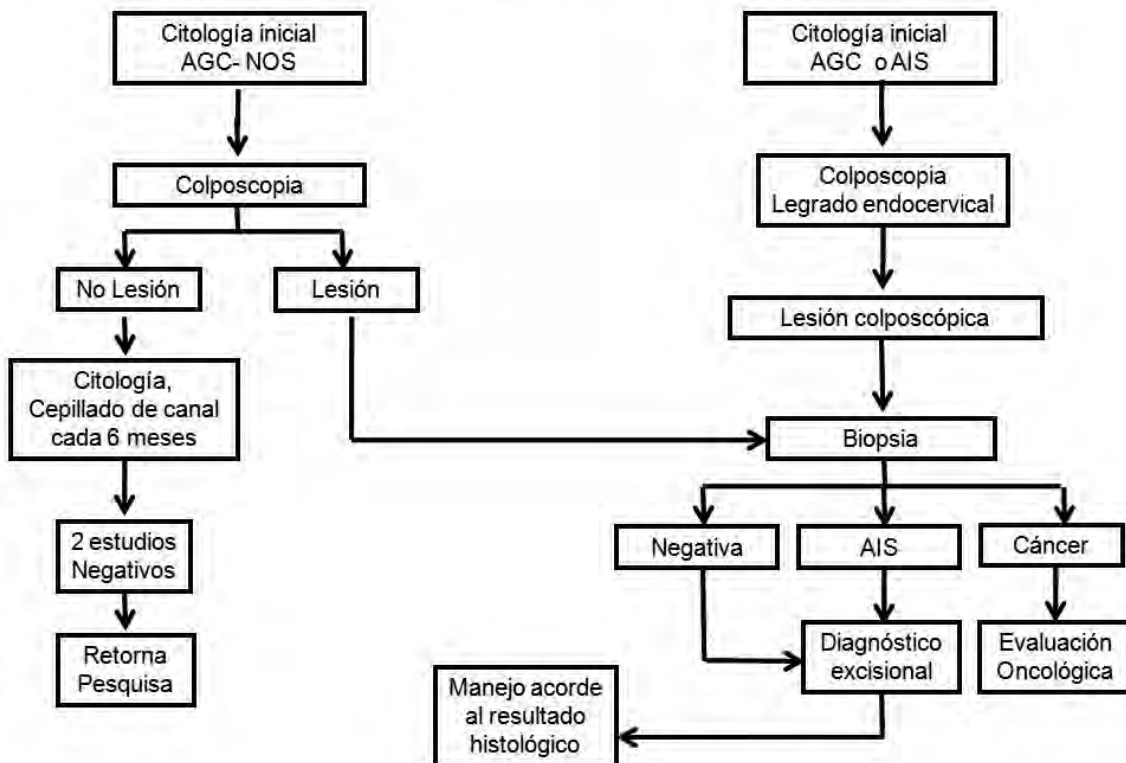 Citología inicial
AGC- NOS
Colposcopia
No Lesión
Lesión
Citología,
Cepillado de canal
cada 6 meses
2 estudios
Negativos
Retorna
Pesquisa
Citología inicial
AGC o AIS
Colposcopia
Legrado endocervical
Lesión colposcópica
Biopsia
Negativa
AIS
Cáncer
Diagnóstico
excisional
Evaluación
Oncológica
Manejo acorde
al resultado
histológico